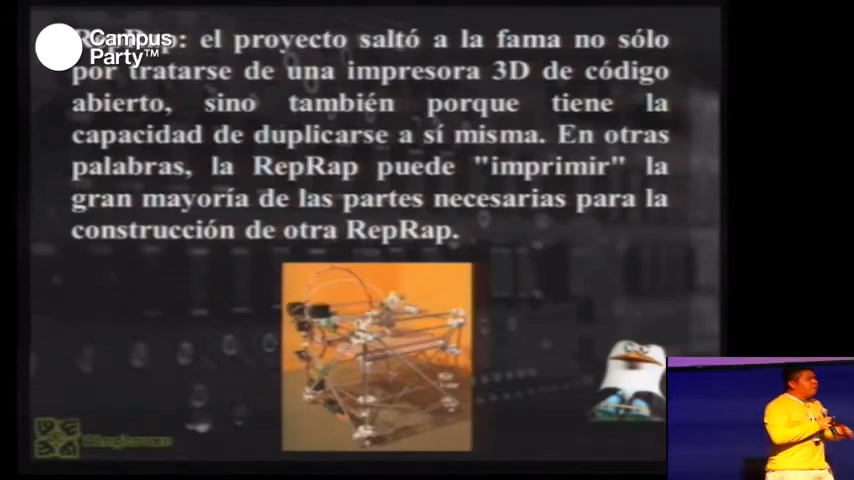 Campus
Party™
RepRap: el proyecto saltó a la fama no sólo
por tratarse de una impresora 3D de código
abierto, sino también porque tiene la
capacidad de duplicarse a sí misma. En otras
palabras, la RepRap puede "imprimir" la
gran mayoría de las partes necesarias para la
construcción de otra RepRap.